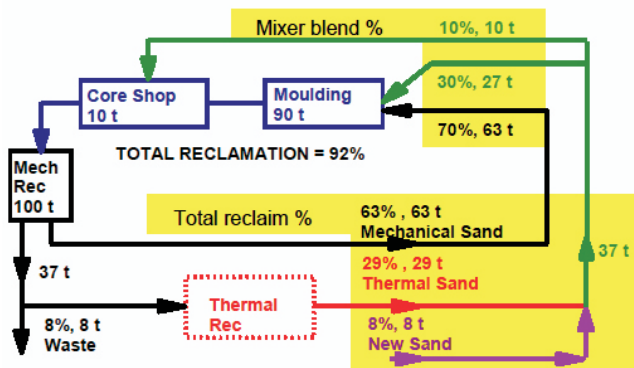 Mixer blend %
10%, 10 t
30%, 27 t
Core Shop
10 t
Moulding
90 t
70%, 63 t
TOTAL RECLAMATION = 92%
Mech
Rec
100 t
Total reclaim %
63% , 63 t
Mechanical Sand
37 t
29% , 29 t
Thermal Sand
37 t
Thermal
Rec
8%, 8 t
Waste
8%, 8 t
New Sand